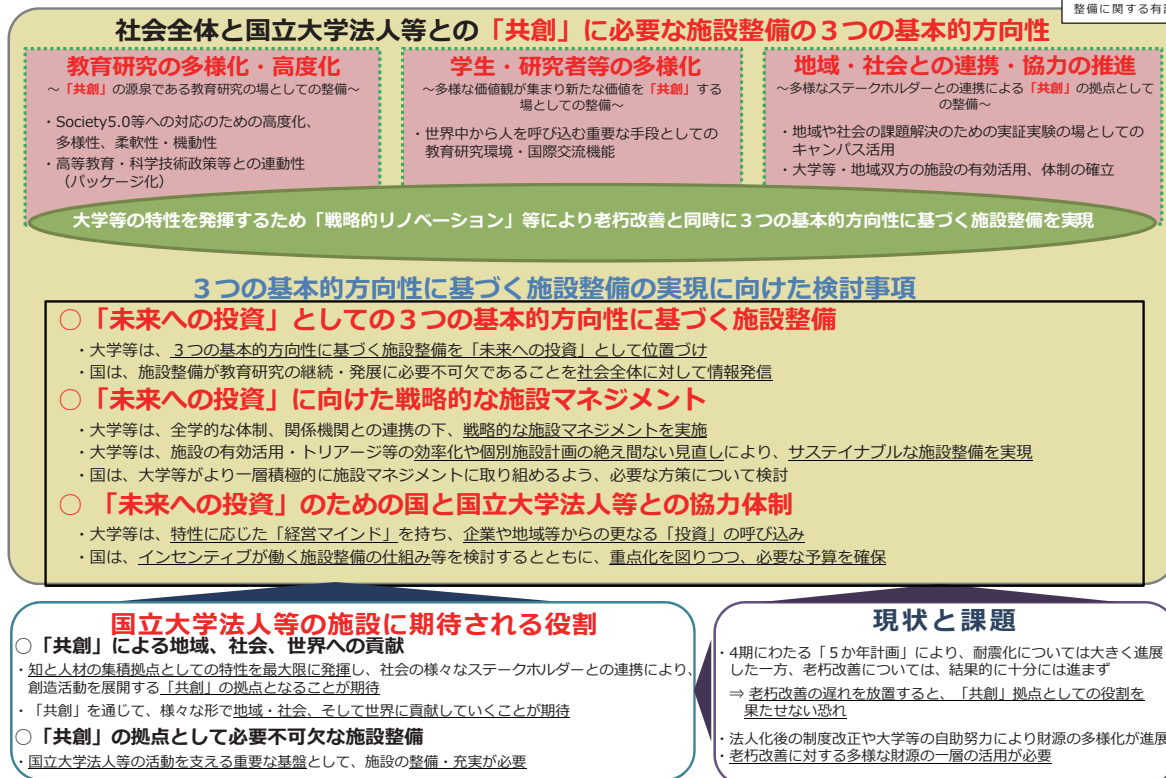 整備に関する有
社会全体と国立大学法人等との「共創」に必要な施設整備の３つの基本的方向性
教育研究の多様化・高度化
～「共創」の源泉である教育研究の場としての整備～
・Society5.0等への対応のための高度化、
多様性、柔軟性・機動性
・高等教育・科学技術政策等との連動性
（パッケージ化）
学生・研究者等の多様化
～多様な価値観が集まり新たな価値を「共創」する
場としての整備～
・世界中から人を呼び込む重要な手段としての
教育研究環境・国際交流機能
地域・社会との連携・協力の推進
～多様なステークホルダーとの連携による「共創」の拠点として
の整備～
・地域や社会の課題解決のための実証実験の場としての
キャンパス活用
・大学等・地域双方の施設の有効活用、体制の確立
大学等の特性を発揮するため「戦略的リノベーション」等により老朽改善と同時に３つの基本的方向性に基づく施設整備を実現
３つの基本的方向性に基づく施設整備の実現に向けた検討事項
○「未来への投資」としての３つの基本的方向性に基づく施設整備
・大学等は、３つの基本的方向性に基づく施設整備を「未来への投資」として位置づけ
・国は、施設整備が教育研究の継続・発展に必要不可欠であることを社会全体に対して情報発信
○「未来への投資」に向けた戦略的な施設マネジメント
・大学等は、全学的な体制、関係機関との連携の下、戦略的な施設マネジメントを実施
・大学等は、施設の有効活用・トリアージ等の効率化や個別施設計画の絶え間ない見直しにより、サステイナブルな施設整備を実現
・国は、大学等がより一層積極的に施設マネジメントに取り組めるよう、必要な方策について検討
○「未来への投資」のための国と国立大学法人等との協力体制
・大学等は、特性に応じた「経営マインド」を持ち、企業や地域等からの更なる「投資」の呼び込み
・国は、インセンティブが働く施設整備の仕組み等を検討するとともに、重点化を図りつつ、必要な予算を確保
国立大学法人等の施設に期待される役割
○「共創」による地域、社会、世界への貢献
・知と人材の集積拠点としての特性を最大限に発揮し、社会の様々なステークホルダーとの連携により、
創造活動を展開する「共創」の拠点となることが期待
・「共創」を通じて、様々な形で地域・社会、そして世界に貢献していくことが期待
○「共創」の拠点として必要不可欠な施設整備
・国立大学法人等の活動を支える重要な基盤として、施設の整備・充実が必要
現状と課題
・4期にわたる「５か年計画」により、耐震化については大きく進展
した一方、老朽改善については、結果的に十分には進まず
⇒ 老朽改善の遅れを放置すると、「共創」拠点としての役割を
果たせない恐れ
・法人化後の制度改正や大学等の自助努力により財源の多様化が進展
・老朽改善に対する多様な財源の一層の活用が必要